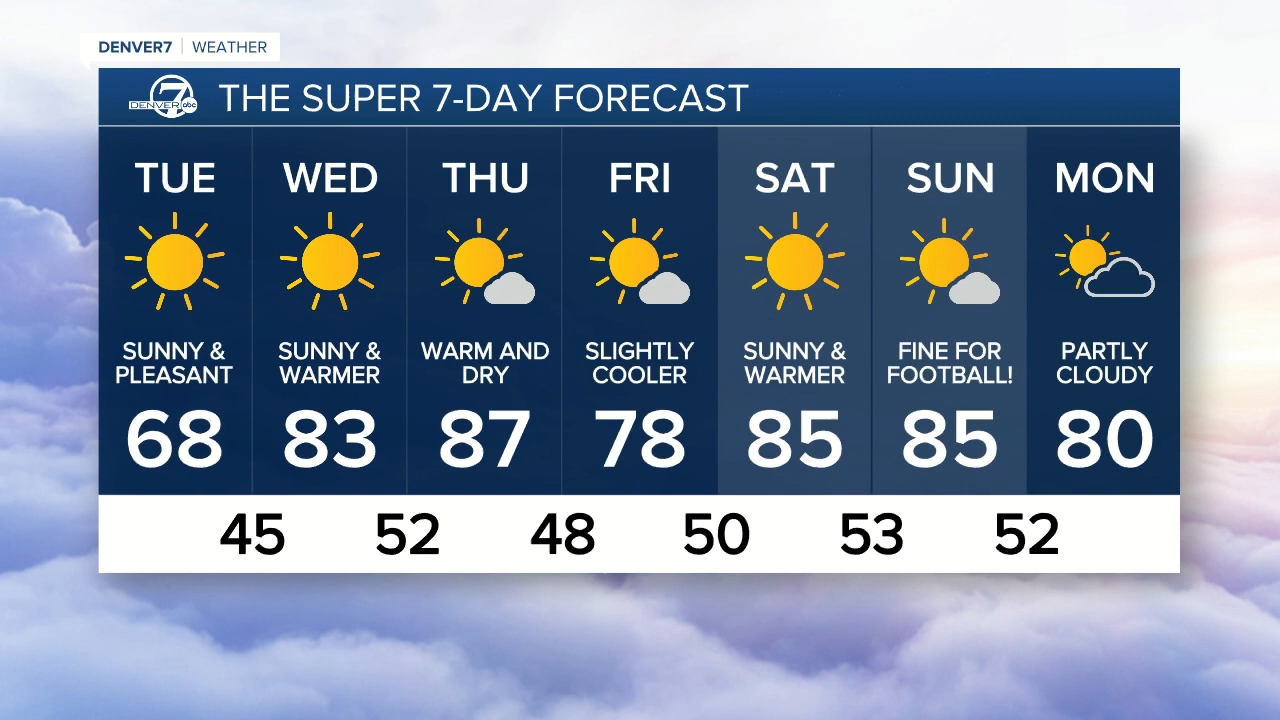 DENVER7 | WEATHER
7
DENVER abc
THE SUPER 7-DAY FORECAST
TUE WED THU FRI SAT SUN MON
SUNNY & SUNNY & WARM AND SLIGHTLY SUNNY & FINE FOR PARTLY
PLEASANT WARMER DRY COOLER WARMER FOOTBALL! CLOUDY
68 83 87 78 85 85 80
45 52 48 50 53 52